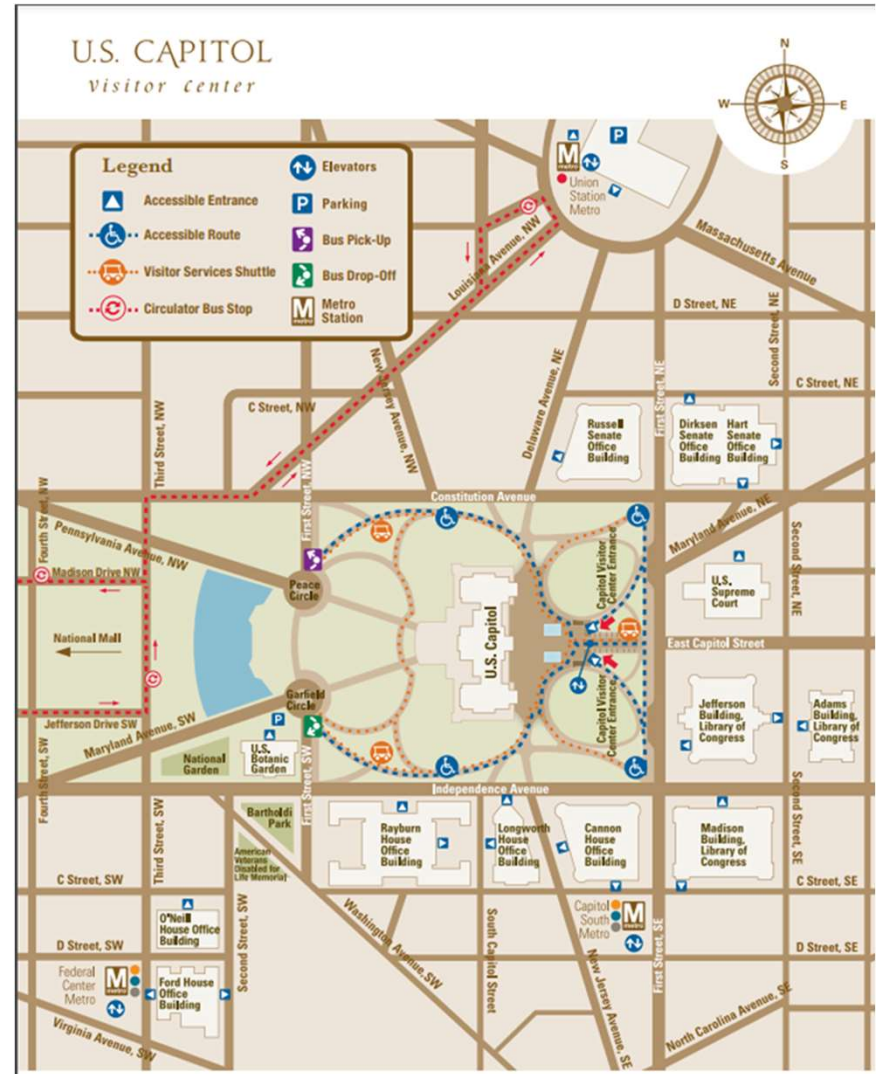 U.S. CAPITOL
Visitor Center
N
W
E
S
Legend
Accessible Entrance
Accessible Route
Visitor Services Shuttle
Circulator Bus Stop
Elevators
P
Parking
Bus Pick-Up
Bus Drop-Off
M
metro
Metro
Station
P
M
metro
Union
Station
Metro
Massachusetts Avenue
Louisiana Avenue, NW
D Street, NE
Second Street, NE
C Street, NE
First Street, NE
Delaware Avenue, NE
New Jersey Avenue, NW
Third Street, NW
C Street, NW
First Street, NW
Russell
Senate
Office
Building
Dirksen
Senate
Office
Building
Hart
Senate
Office
Building
Constitution Avenue
Fourth Street, NW
Pennsylvania Avenue, NW
Madison Drive NW
Maryland Avenue, NE
Second Street, NE
Peace
Circle
Capitol Visitor
Center Entrance
U.S.
Supreme
Court
National Mall
U.S. Capitol
East Capitol Street
Capitol Visitor
Center Entrance
Garfield
Circle
Jefferson
Building,
Library of
Congress
Adams
Building,
Library of
Congress
Jefferson Drive SW
Maryland Avenue, SW
P
National
Garden
U.S.
Botanic
Garden
First Street, SW
Fourth Street, SW
Independence Avenue
Third Street, SW
Bartholdi
Park
American
Veterans
Disabled for
Life Memorial
Rayburn
House
Office
Building
Longworth
House
Office
Building
Cannon
House
Office
Building
Madison
Building,
Library of
Congress
Second Street, SE
C Street, SW
C Street, SE
O'Neill
House Office
Building
Second Street, SW
Washington Avenue, SW
South Capitol Street
Capitol
South
Metro
M
metro
First Street, SE
D Street, SW
D Street, SE
Federal
Center
Metro
M
metro
Ford House
Office
Building
New Jersey Avenue, SE
Virginia Avenue, SW
North Carolina Avenue, SE